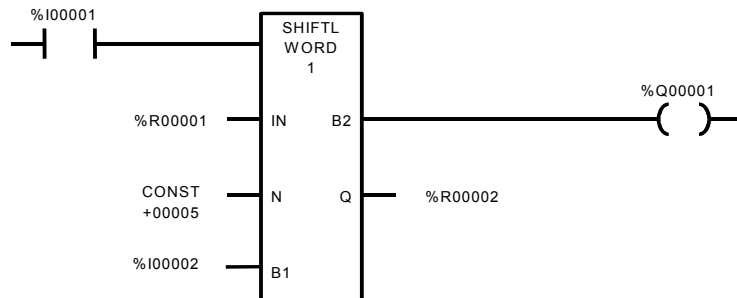 %I00001
SHIFTL
WORD
1
%Q00001
%R00001
IN
B2
CONST
+00005
N
Q
%R00002
%I00002
B1